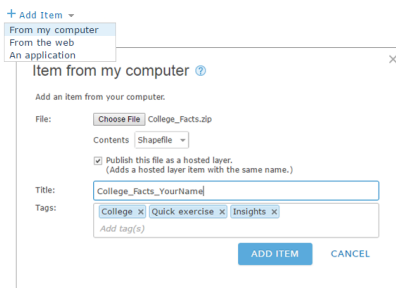 + Add Item
From my computer
From the web
An application
×
Item from my computer ?
Add an item from your computer.
File: Choose File College_Facts.zip
Contents Shapefile
Publish this file as a hosted layer.
(Adds a hosted layer item with the same name.)
Title: College_Facts_YourName
Tags: College x Quick exercise x Insights x
Add tag(s)
ADD ITEM CANCEL